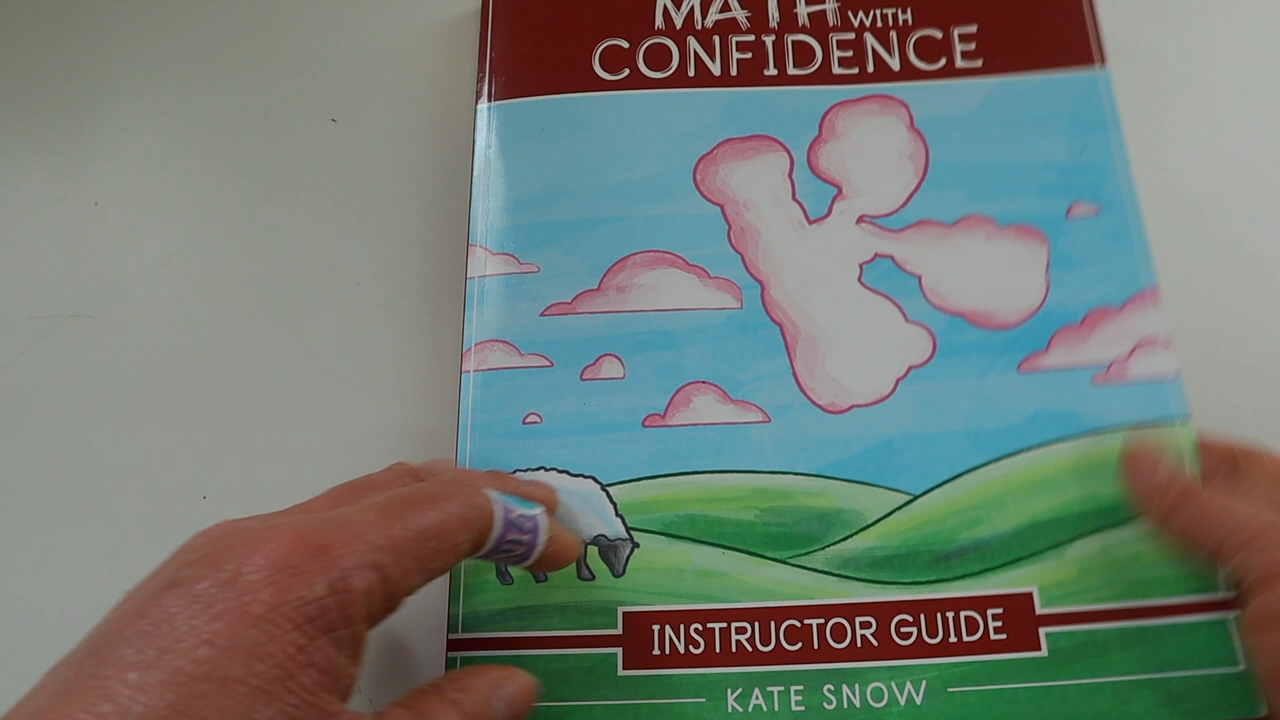 MATH WITH
CONFIDENCE
K
INSTRUCTOR GUIDE
KATE SNOW